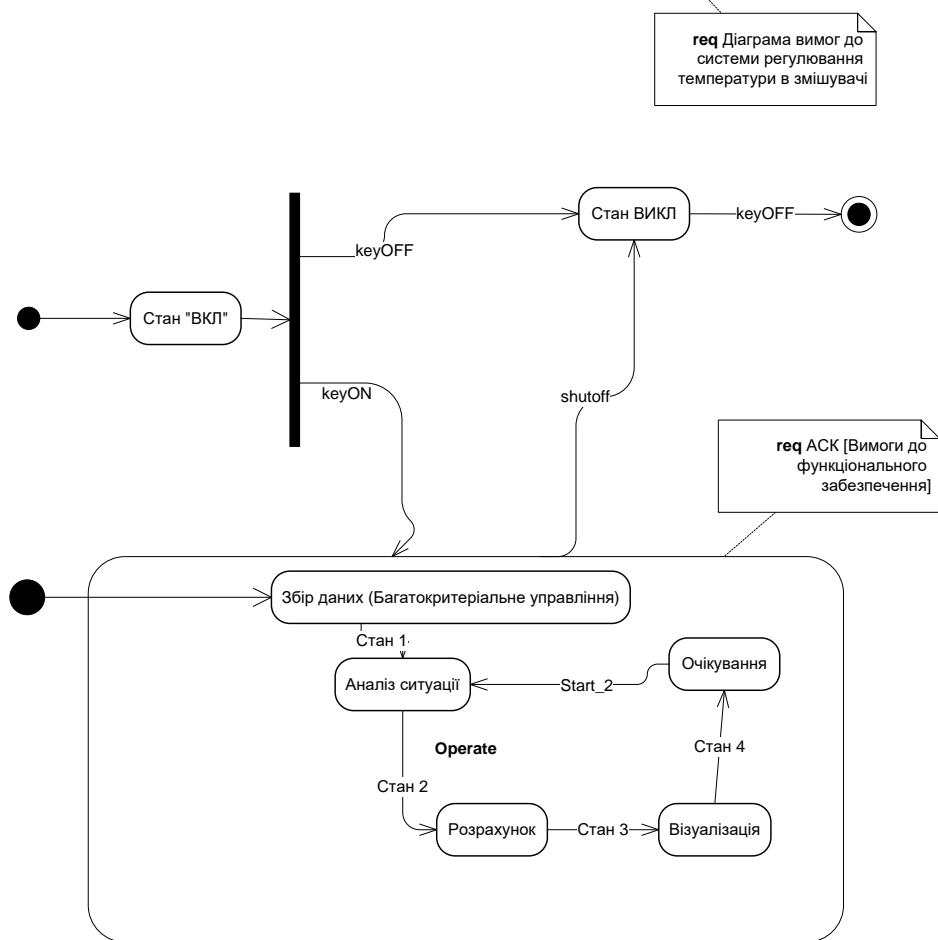 req Діаграма вимог до
системи регулювання
температури в змішувачі
Стан ВИКЛ
keyOFF
keyOFF
Стан "ВКЛ"
keyON
shutoff
req АСК [Вимоги до
функціонального
забезпечення]
Збір даних (Багатокритеріальне управління)
Стан 1
Очікування
Аналіз ситуації
Start_2
Operate
Стан 4
Стан 2
Розрахунок
Стан 3
Візуалізація